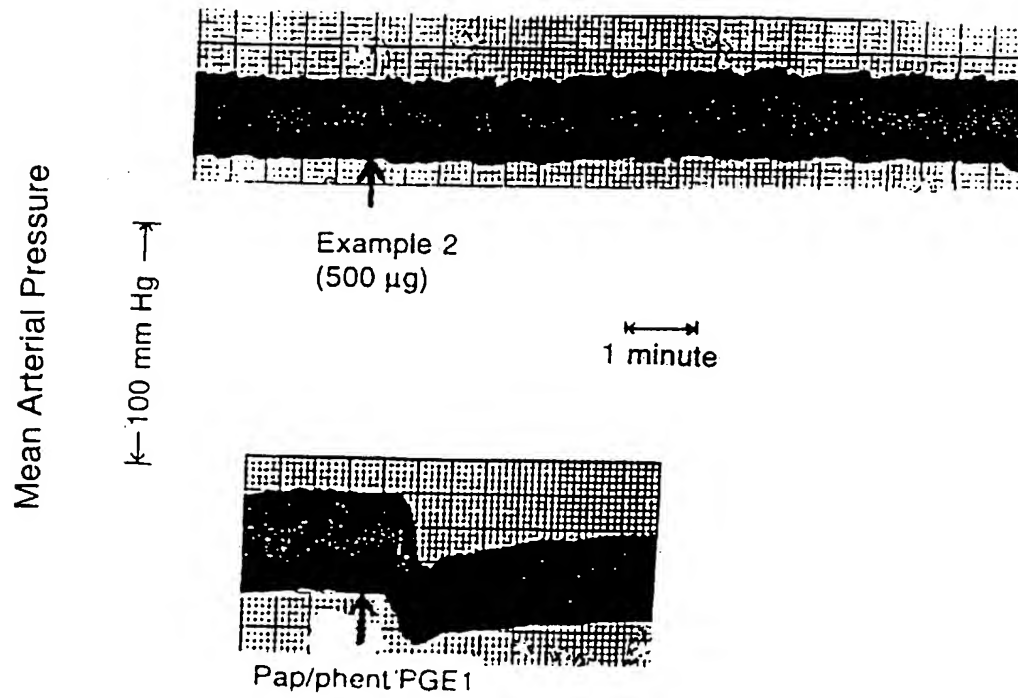 Mean Arterial Pressure
100 mm Hg
Example 2
(500 µg)
1 minute
Pap/phent/PGE1